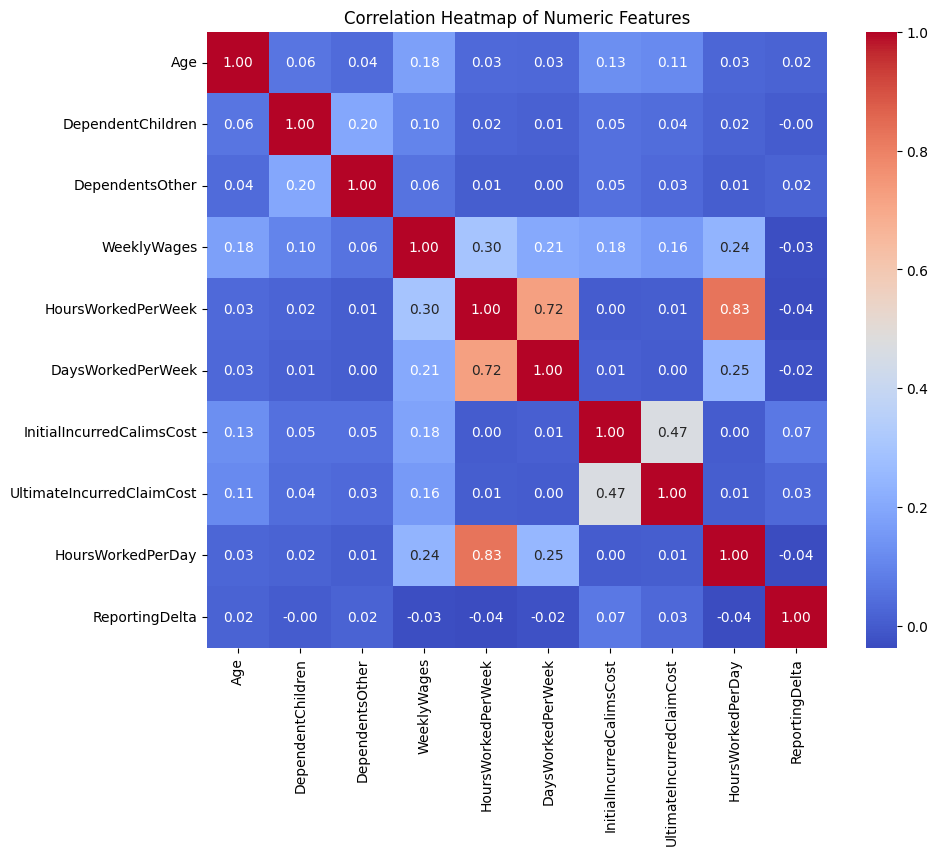 Correlation Heatmap of Numeric Features
Age 1.00 0.06 0.04 0.18 0.03 0.03 0.13 0.11 0.03 0.02
DependentChildren 0.06 1.00 0.20 0.10 0.02 0.01 0.05 0.04 0.02 -0.00
DependentsOther 0.04 0.20 1.00 0.06 0.01 0.00 0.05 0.03 0.01 0.02
WeeklyWages 0.18 0.10 0.06 1.00 0.30 0.21 0.18 0.16 0.24 -0.03
HoursWorkedPerWeek 0.03 0.02 0.01 0.30 1.00 0.72 0.00 0.01 0.83 -0.04
DaysWorkedPerWeek 0.03 0.01 0.00 0.21 0.72 1.00 0.01 0.00 0.25 -0.02
InitialIncurredCalimsCost 0.13 0.05 0.05 0.18 0.00 0.01 1.00 0.47 0.00 0.07
UltimateIncurredClaimCost 0.11 0.04 0.03 0.16 0.01 0.00 0.47 1.00 0.01 0.03
HoursWorkedPerDay 0.03 0.02 0.01 0.24 0.83 0.25 0.00 0.01 1.00 -0.04
ReportingDelta 0.02 -0.00 0.02 -0.03 -0.04 -0.02 0.07 0.03 -0.04 1.00
Age
DependentChildren
DependentsOther
WeeklyWages
HoursWorkedPerWeek
DaysWorkedPerWeek
InitialIncurredCalimsCost
UltimateIncurredClaimCost
HoursWorkedPerDay
ReportingDelta
1.0
0.8
0.6
0.4
0.2
0.0